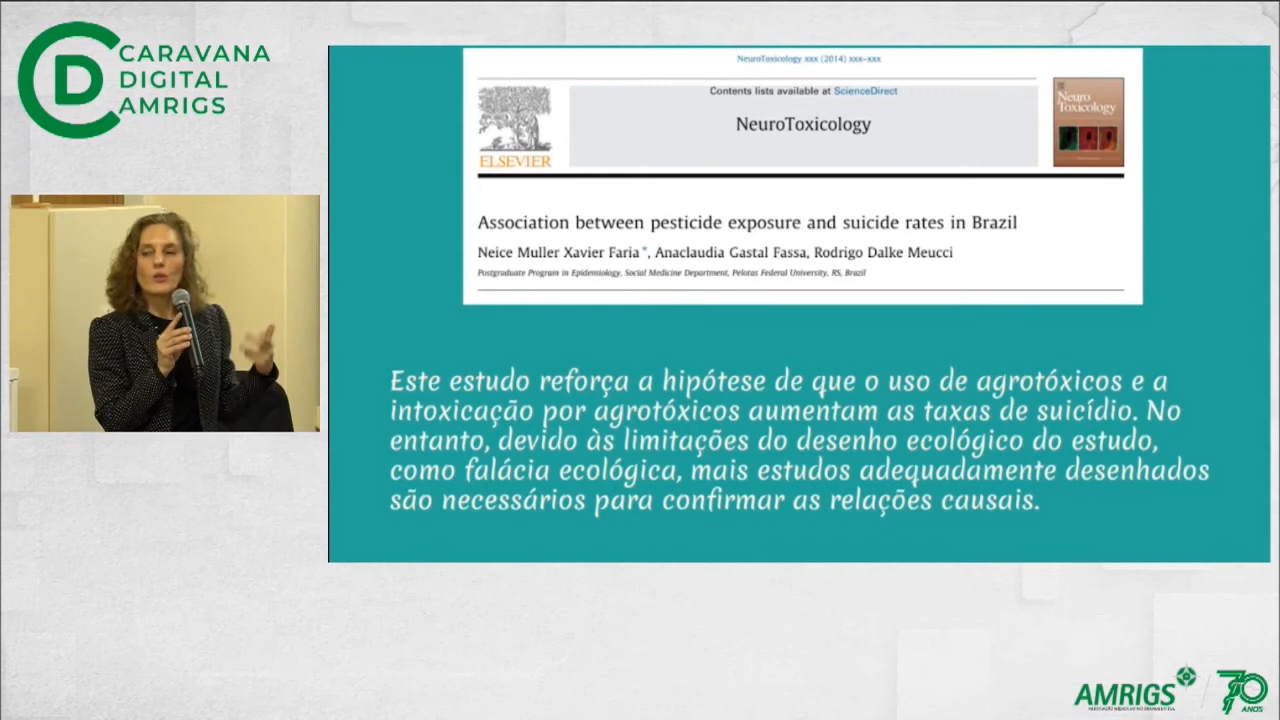 CARAVANA
DIGITAL
AMRIGS
NeuroToxicology xxx (2014) xxx–xxx
Contents lists available at ScienceDirect
NeuroToxicology
ELSEVIER
Neuro
Toxicology
Association between pesticide exposure and suicide rates in Brazil
Neice Muller Xavier Faria*, Anaclaudia Gastal Fassa, Rodrigo Dalke Meucci
Postgraduate Program in Epidemiology, Social Medicine Department, Pelotas Federal University, RS, Brazil
Este estudo reforça a hipótese de que o uso de agrotóxicos e a
intoxicação por agrotóxicos aumentam as taxas de suicídio. No
entanto, devido às limitações do desenho ecológico do estudo,
como falácia ecológica, mais estudos adequadamente desenhados
são necessários para confirmar as relações causais.
AMRIGS
70
ANOS